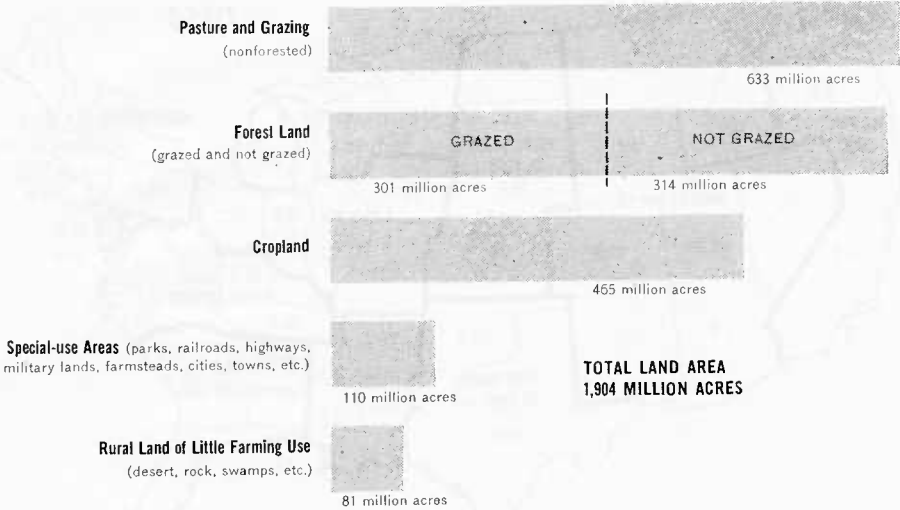 Pasture and Grazing
(nonforested)
633 million acres
Forest Land
(grazed and not grazed)
GRAZED
NOT GRAZED
301 million acres
314 million acres
Cropland
465 million acres
Special-use Areas (parks, railroads, highways,
military lands, farmsteads, cities, towns, etc.)
110 million acres
TOTAL LAND AREA
1,904 MILLION ACRES
Rural Land of Little Farming Use
(desert, rock, swamps, etc.)
81 million acres